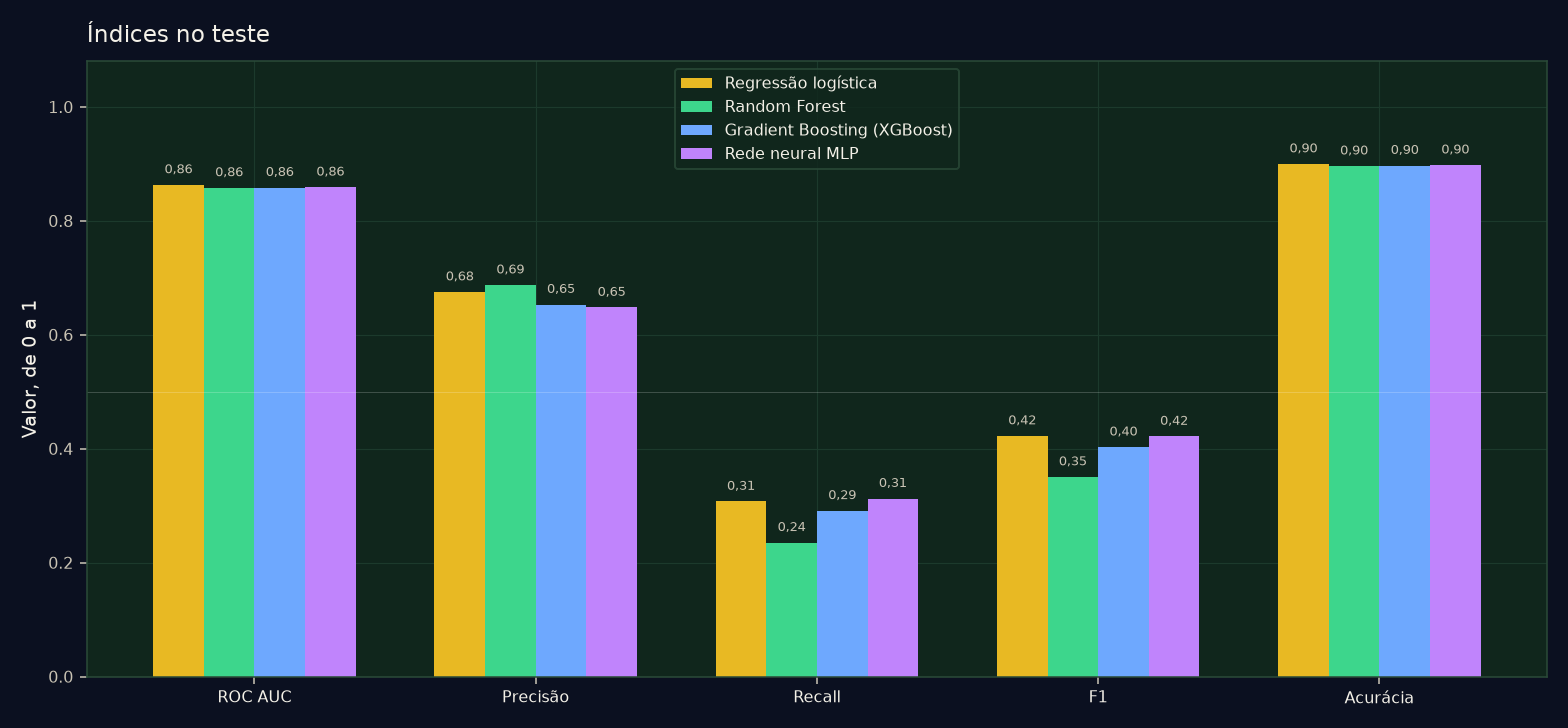 Índices no teste
Regressão logística
Random Forest
Gradient Boosting (XGBoost)
Rede neural MLP
Valor, de 0 a 1
1.0
0.8
0.6
0.4
0.2
0.0
0,86 0,86 0,86 0,86
0,68 0,69 0,65 0,65
0,31 0,24 0,29 0,31
0,42 0,35 0,40 0,42
0,90 0,90 0,90 0,90
ROC AUC Precisão Recall F1 Acurácia